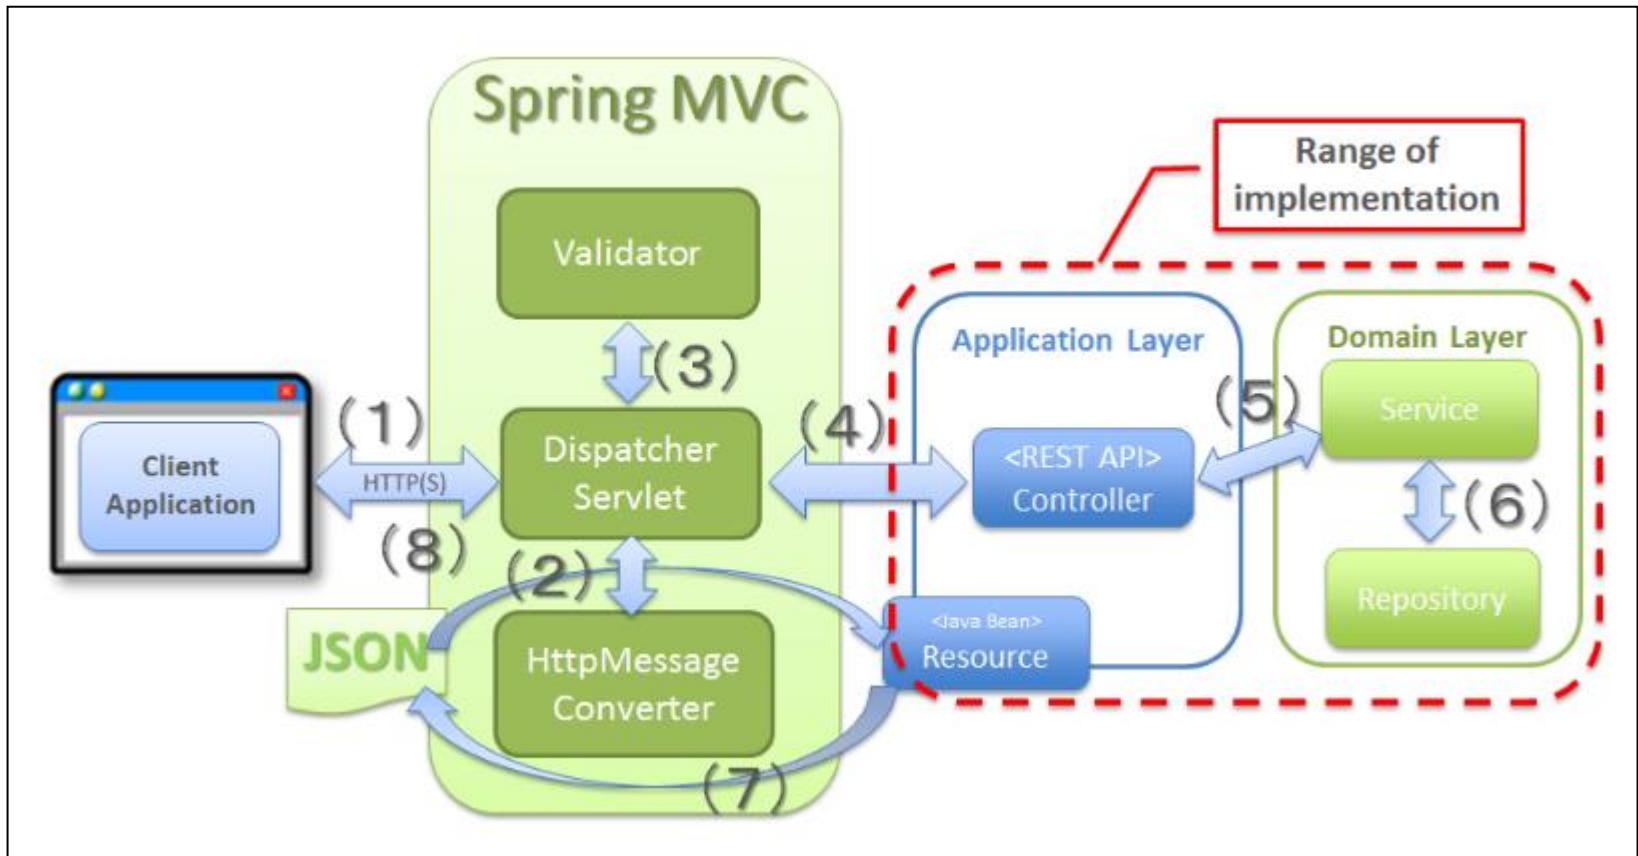 Spring MVC
Range of
implementation
Validator
(3)
Application Layer
Domain Layer
Client
Application
(1)
HTTP(S)
(8)
Dispatcher
Servlet
(4)
<REST API>
Controller
(5)
Service
(6)
Repository
(2)
JSON
HttpMessage
Converter
(7)
<Java Bean>
Resource